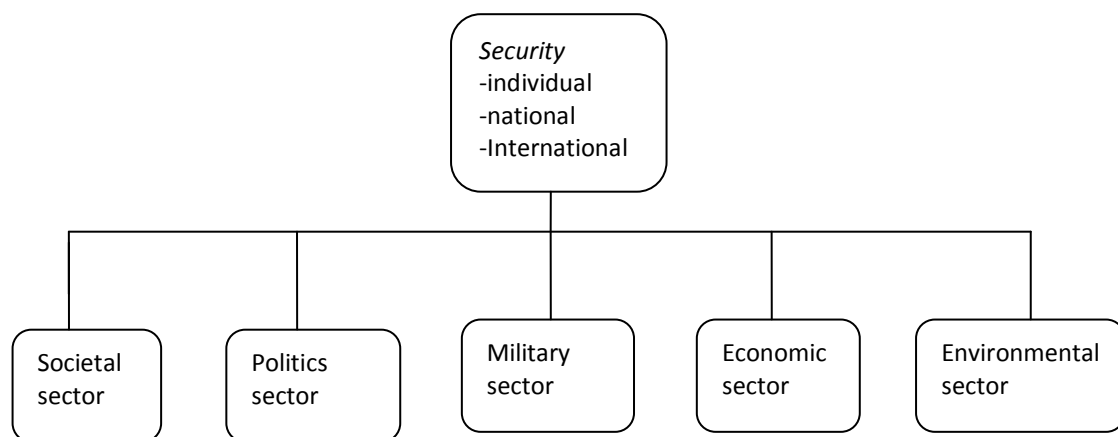 Security
-individual
-national
-International
Societal
sector
Politics
sector
Military
sector
Economic
sector
Environmental
sector